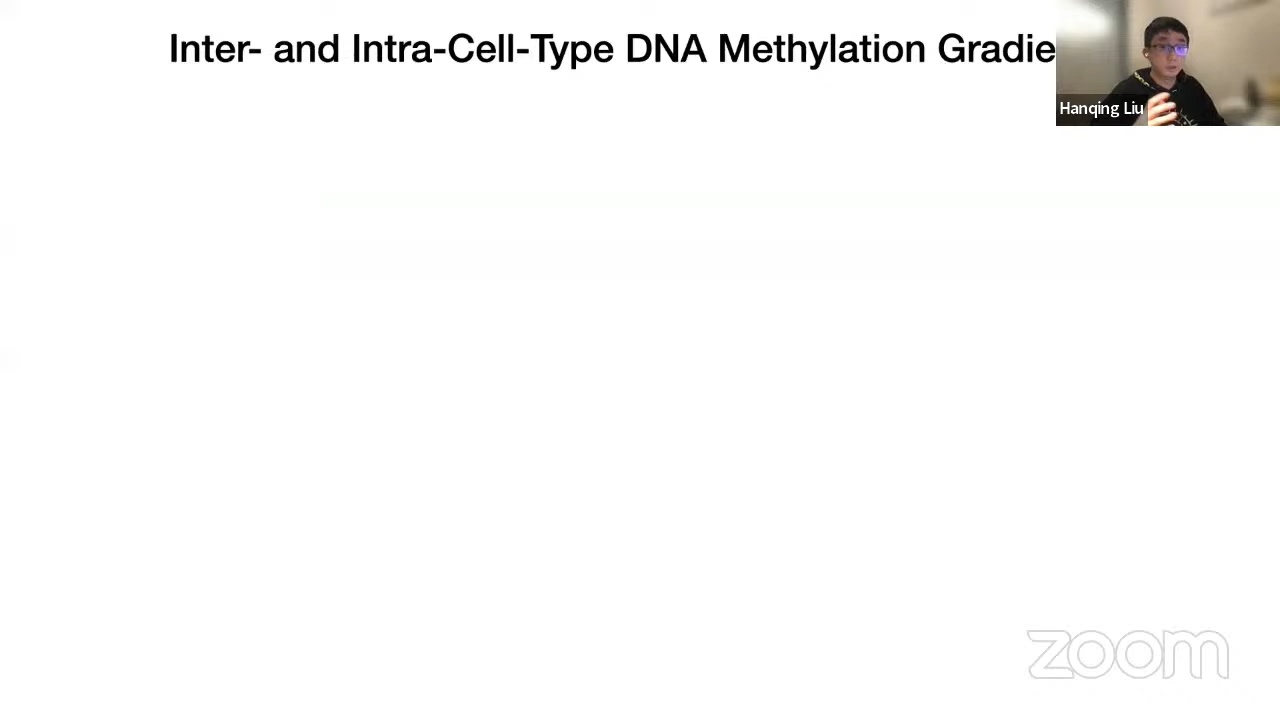 Inter- and Intra-Cell-Type DNA Methylation Gradie
Hanqing Liu
zoom